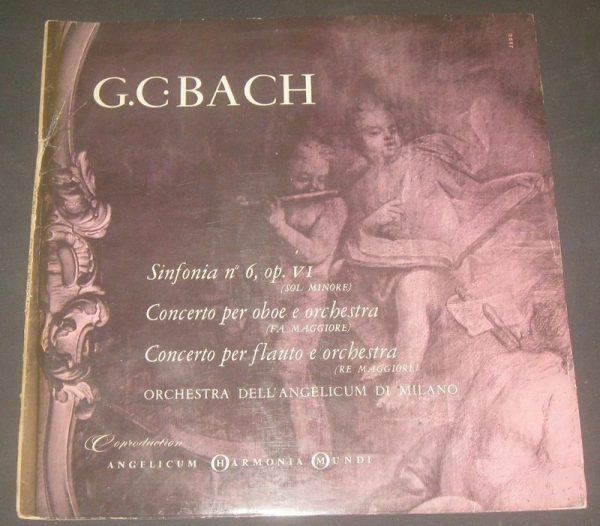 G.C.BACH
Sinfonia n° 6, op. VI
(SOL MINORE)
Concerto per oboe e orchestra
(FA MAGGIORE)
Concerto per flauto e orchestra
(RE MAGGIORE)
ORCHESTRA DELL'ANGELICUM DI MILANO
Coproduction
ANGELICUM HARMONIA MUNDI